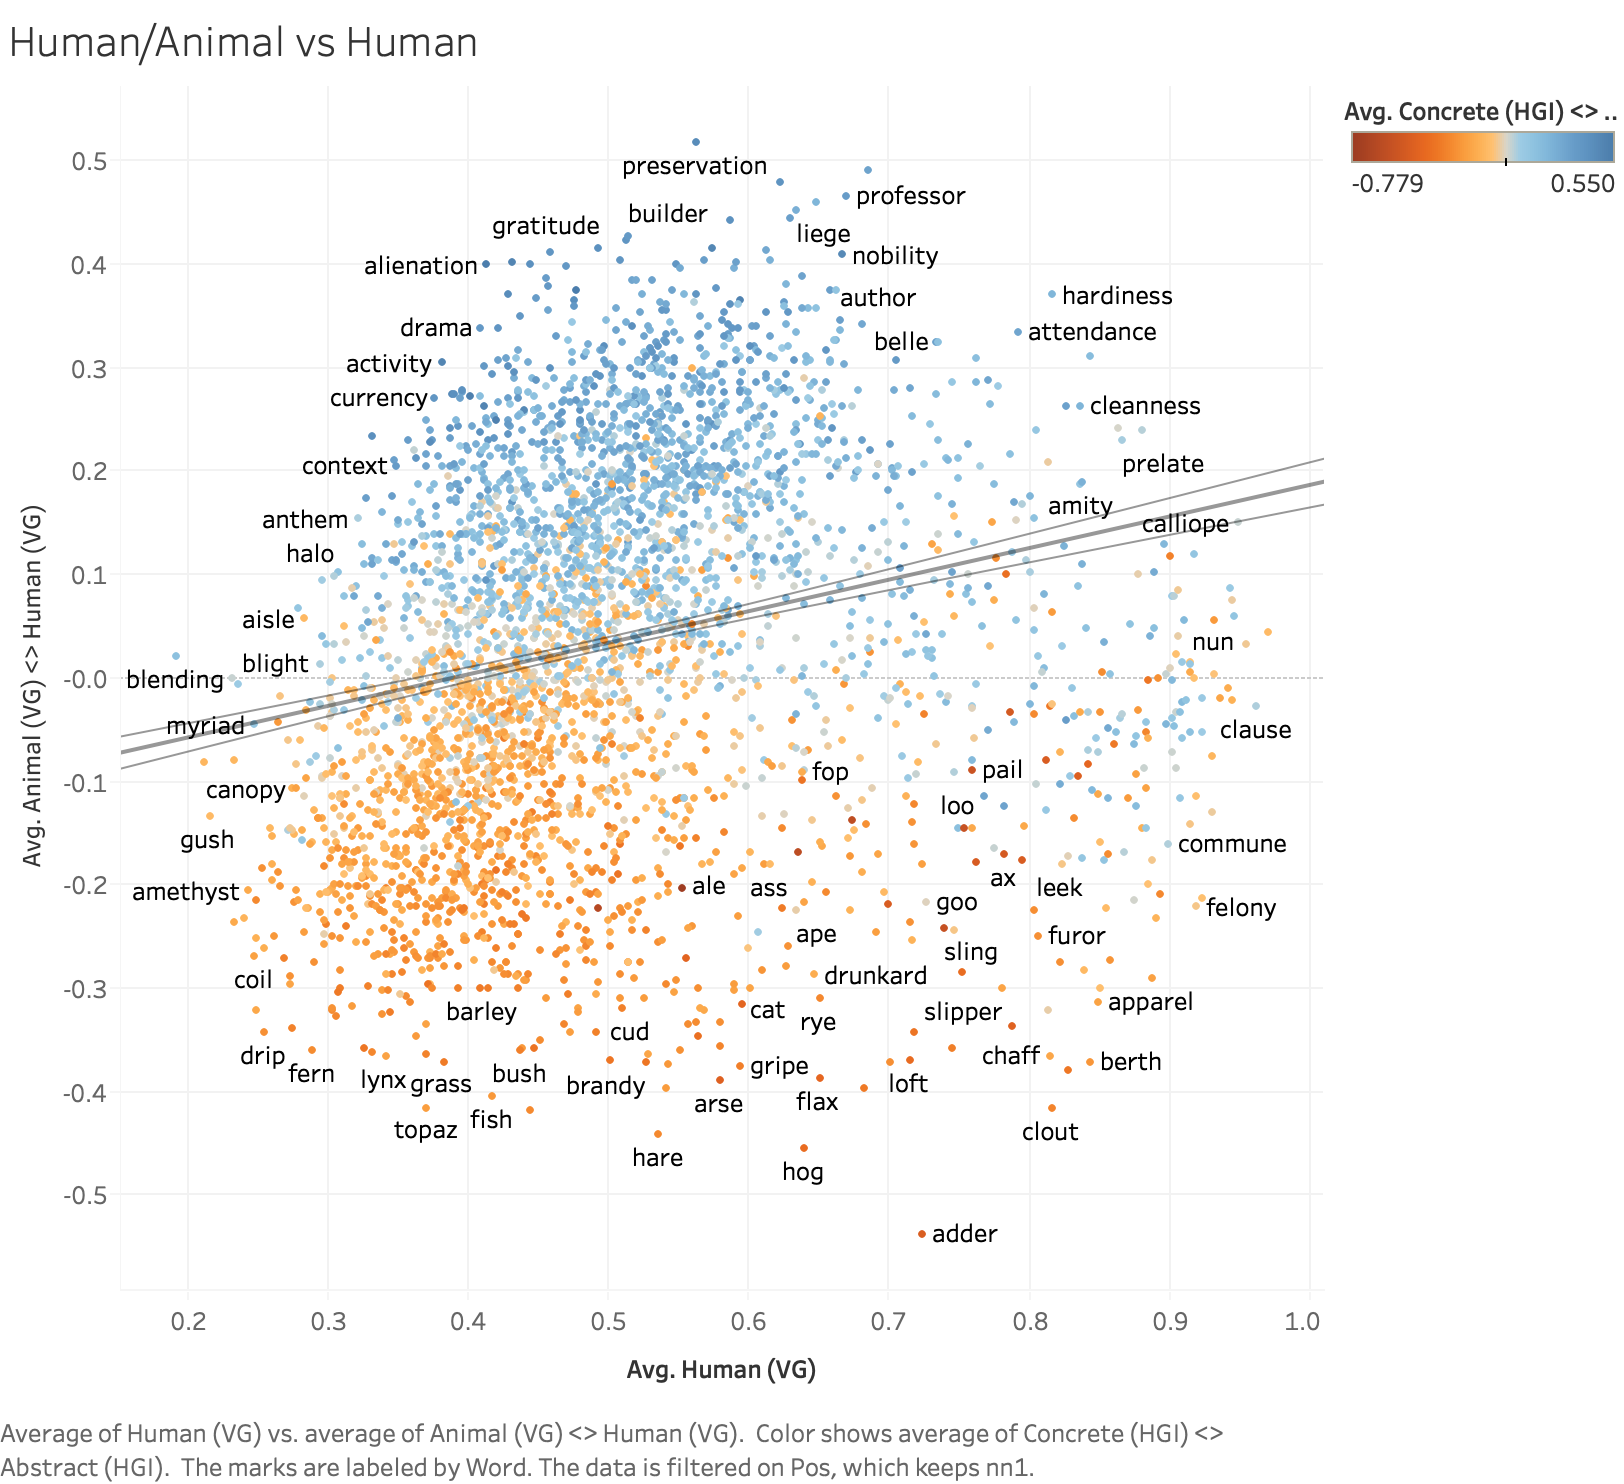 Human/Animal vs Human
Avg. Concrete (HGI) <> ..
-0.779 0.550
Avg. Animal (VG) <> Human (VG)
0.5
0.4
0.3
0.2
0.1
-0.0
-0.1
-0.2
-0.3
-0.4
-0.5
preservation
professor
gratitude
builder
liege
alienation
nobility
author
hardiness
drama
attendance
belle
activity
currency
cleanness
context
prelate
amity
anthem
calliope
halo
aisle
nun
blight
blending
myriad
clause
fop
pail
canopy
loo
gush
commune
ax
amethyst
ale
ass
leek
goo
felony
ape
furor
sling
coil
drunkard
barley
cat
rye
slipper
apparel
cud
drip
fern
lynx
grass
bush
brandy
gripe
chaff
berth
loft
arse
flax
topaz
fish
clout
hare
hog
adder
0.2 0.3 0.4 0.5 0.6 0.7 0.8 0.9 1.0
Avg. Human (VG)
Average of Human (VG) vs. average of Animal (VG) <> Human (VG).  Color shows average of Concrete (HGI) <>
Abstract (HGI).  The marks are labeled by Word. The data is filtered on Pos, which keeps nn1.